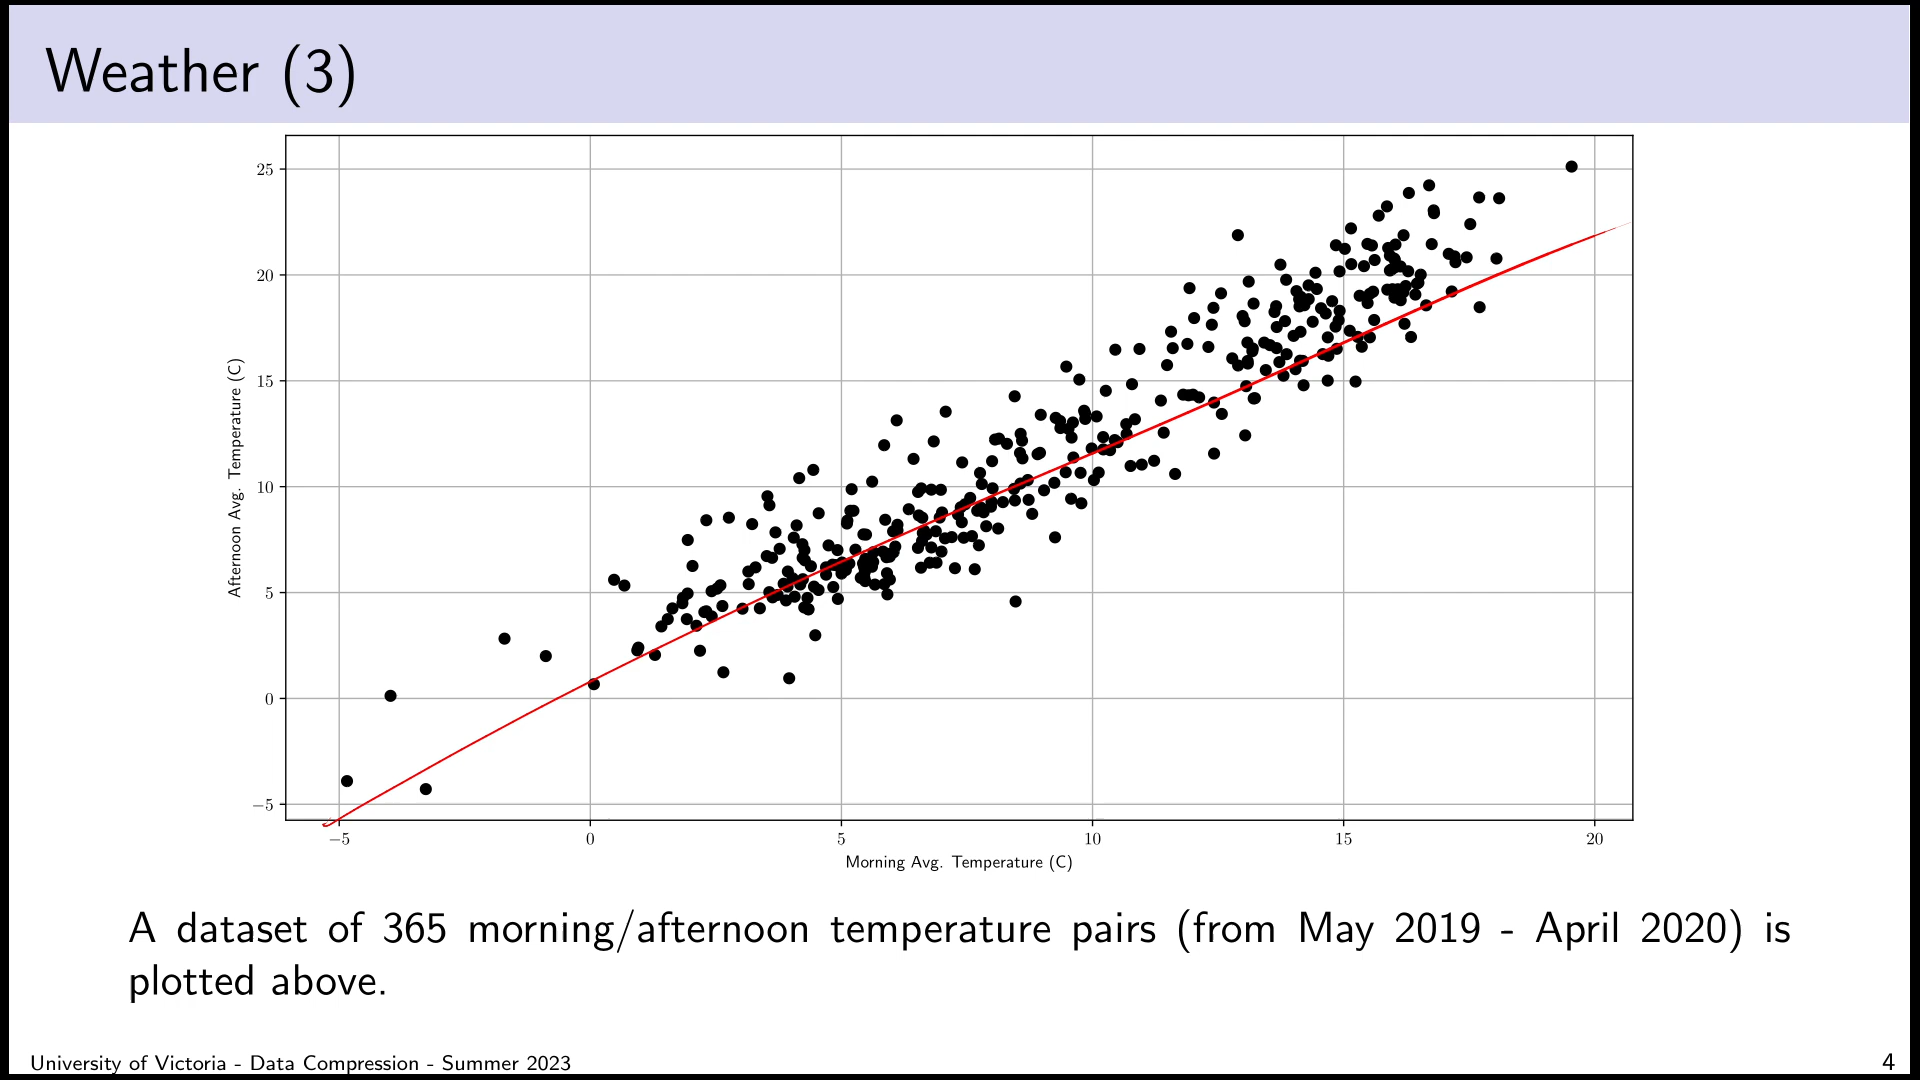 Weather (3)
25
20
15
10
5
0
−5
Afternoon Avg. Temperature (C)
−5 0 5 10 15 20
Morning Avg. Temperature (C)
A dataset of 365 morning/afternoon temperature pairs (from May 2019 - April 2020) is
plotted above.
University of Victoria - Data Compression - Summer 2023
4